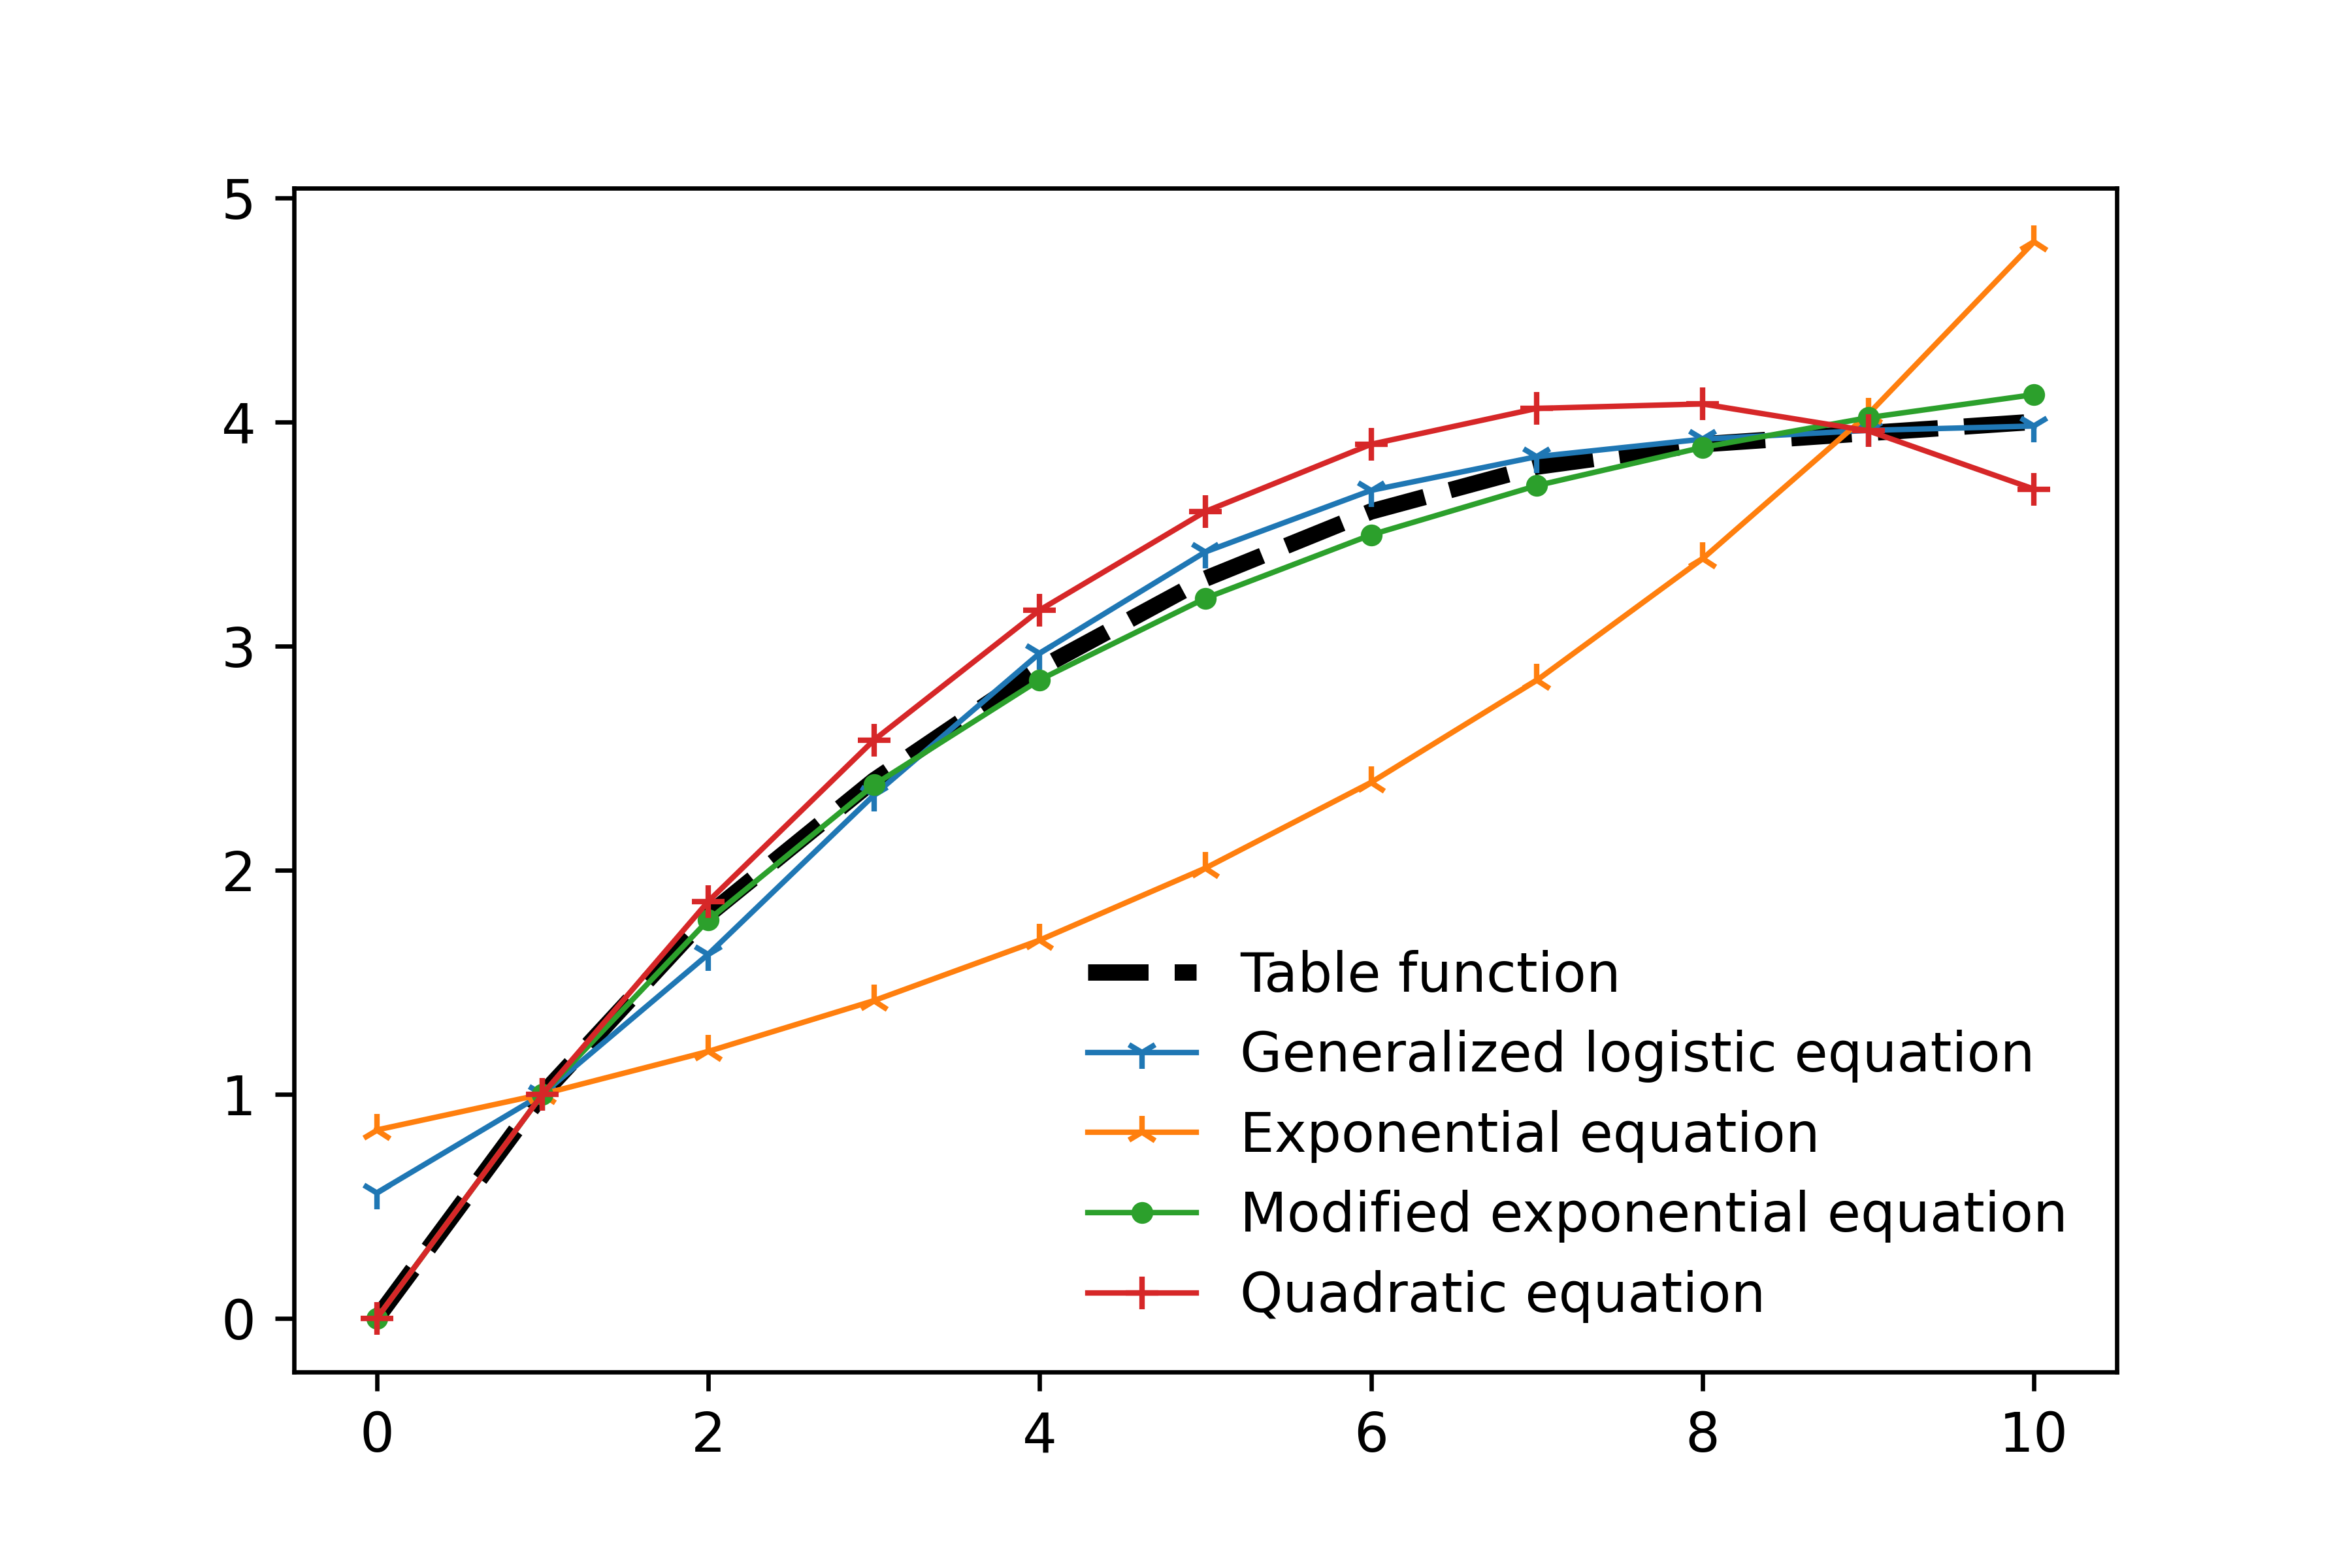 5
4
3
2
1
0
Table function
Generalized logistic equation
Exponential equation
Modified exponential equation
Quadratic equation
0 2 4 6 8 10